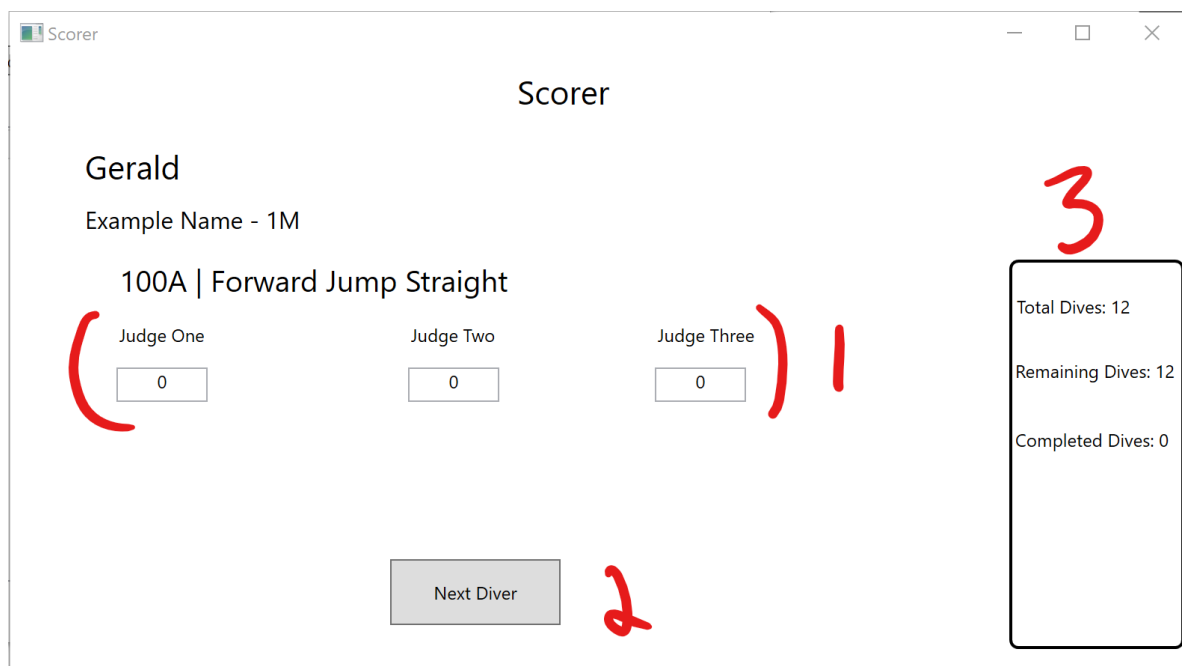 Scorer
Scorer
Gerald
Example Name - 1M
3
100A | Forward Jump Straight
Total Dives: 12
Judge One Judge Two Judge Three
( ) 1
Remaining Dives: 12
0 0 0
Completed Dives: 0
Next Diver
2